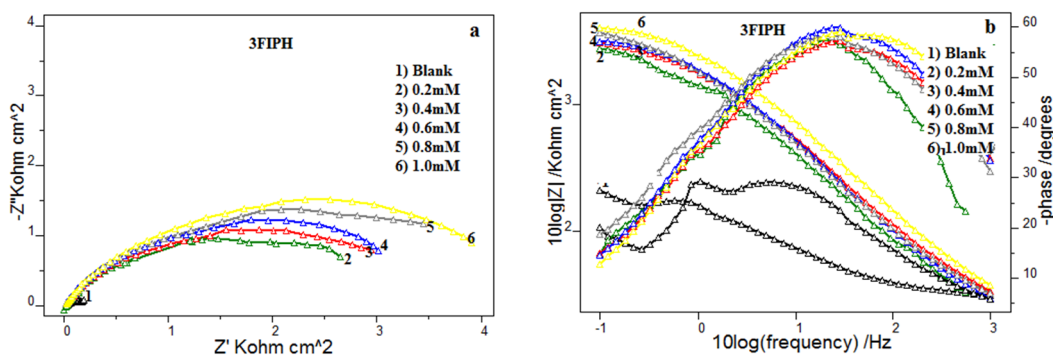 a
3FIPH
1) Blank
2) 0.2mM
3) 0.4mM
4) 0.6mM
5) 0.8mM
6) 1.0mM
-4
-3
-2
-1
0
-Z''Kohm cm^2
0
1
2
3
4
Z' Kohm cm^2
1
2
3
4
5
6
b
3FIPH
1) Blank
2) 0.2mM
3) 0.4mM
4) 0.6mM
5) 0.8mM
6) 1.0mM
5
6
4
3
2
3
2
10log|Z| /Kohm cm^2
-1
0
1
2
3
10log(frequency) /Hz
60
50
40
30
20
10
-phase /degrees